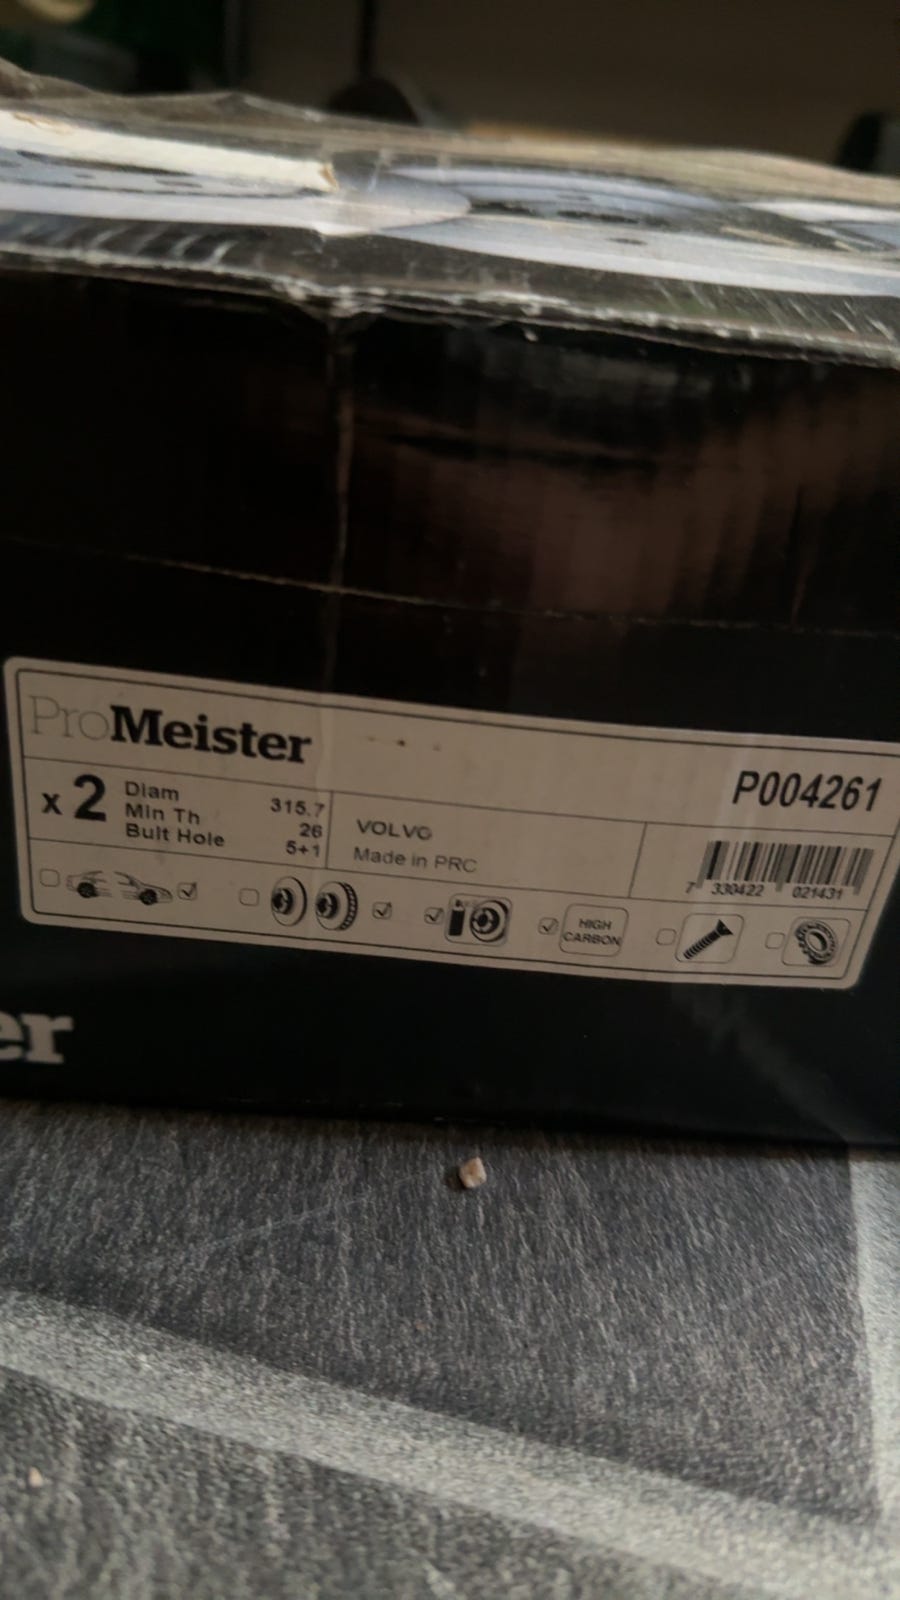 ProMeister
P004261
x 2
Diam 315.7
Min Th 26
Bult Hole 5+1
VOLVO
Made in PRC
7 330422 021431
HIGH
CARBON
er